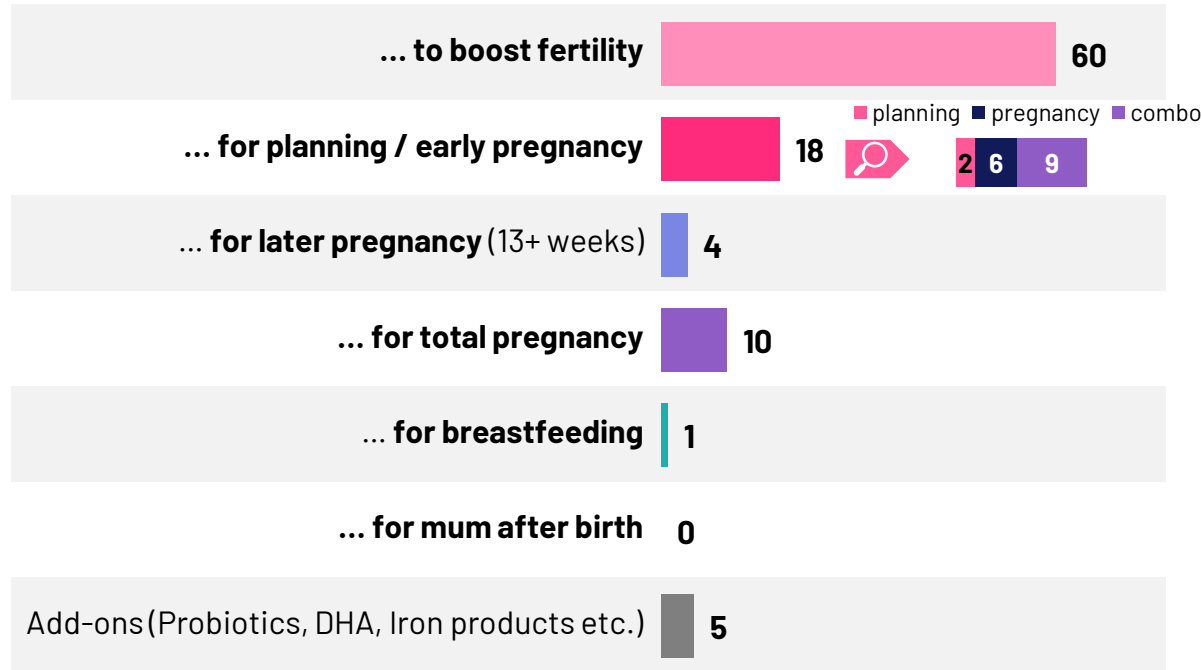 ... to boost fertility 60
planning pregnancy combo
... for planning / early pregnancy 18 2 6 9
... for later pregnancy (13+ weeks) 4
... for total pregnancy 10
... for breastfeeding 1
... for mum after birth 0
Add-ons (Probiotics, DHA, Iron products etc.) 5